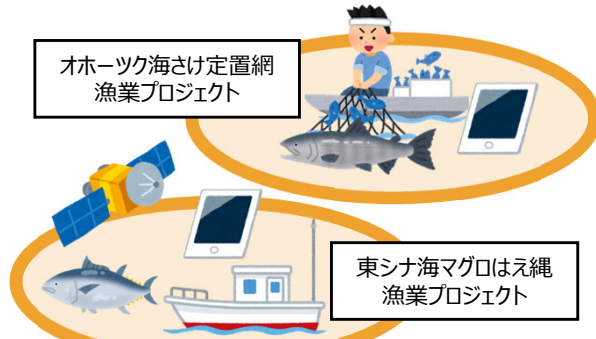 オホーツク海さけ定置網
漁業プロジェクト
東シナ海マグロはえ縄
漁業プロジェクト